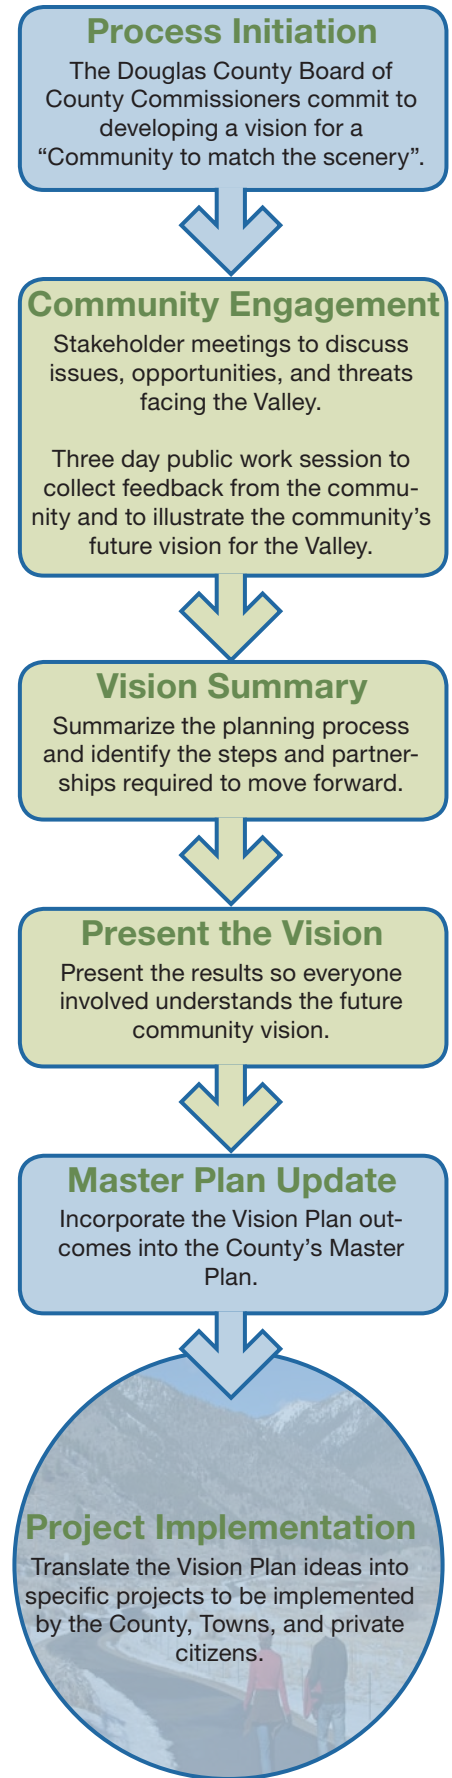 Process Initiation
The Douglas County Board of
County Commissioners commit to
developing a vision for a
“Community to match the scenery”.
Community Engagement
Stakeholder meetings to discuss
issues, opportunities, and threats
facing the Valley.
Three day public work session to
collect feedback from the commu-
nity and to illustrate the community’s
future vision for the Valley.
Vision Summary
Summarize the planning process
and identify the steps and partner-
ships required to move forward.
Present the Vision
Present the results so everyone
involved understands the future
community vision.
Master Plan Update
Incorporate the Vision Plan out-
comes into the County’s Master
Plan.
Project Implementation
Translate the Vision Plan ideas into
specific projects to be implemented
by the County, Towns, and private
citizens.